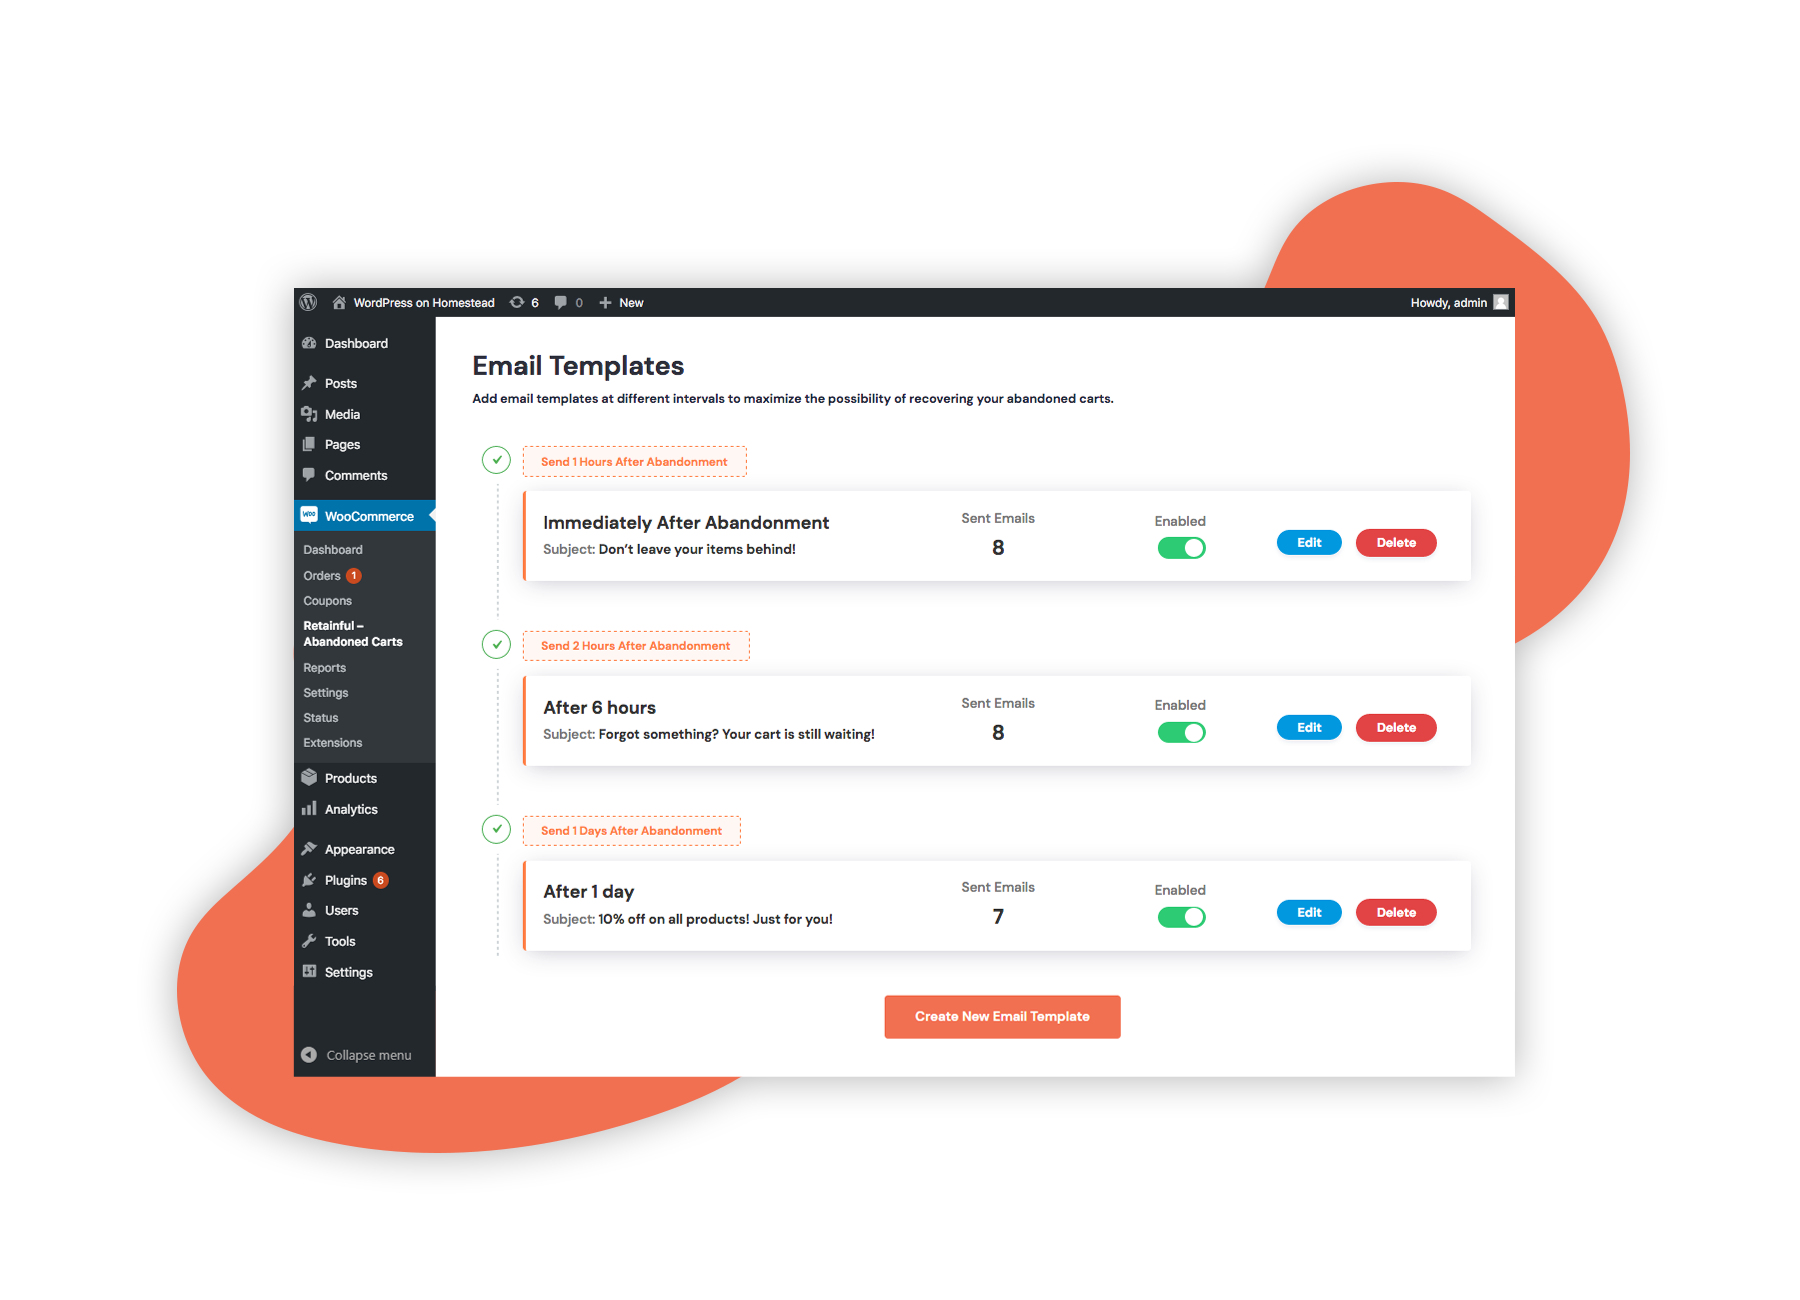 WordPress on Homestead 6 0 New Howdy, admin
Dashboard
Posts
Media
Pages
Comments
Woo WooCommerce
Dashboard
Orders 1
Coupons
Retainful –
Abandoned Carts
Reports
Settings
Status
Extensions
Products
Analytics
Appearance
Plugins 6
Users
Tools
Settings
Collapse menu
Email Templates
Add email templates at different intervals to maximize the possibility of recovering your abandoned carts.
Send 1 Hours After Abandonment
Immediately After Abandonment
Subject: Don’t leave your items behind!
Sent Emails
8
Enabled
Edit
Delete
Send 2 Hours After Abandonment
After 6 hours
Subject: Forgot something? Your cart is still waiting!
Sent Emails
8
Enabled
Edit
Delete
Send 1 Days After Abandonment
After 1 day
Subject: 10% off on all products! Just for you!
Sent Emails
7
Enabled
Edit
Delete
Create New Email Template